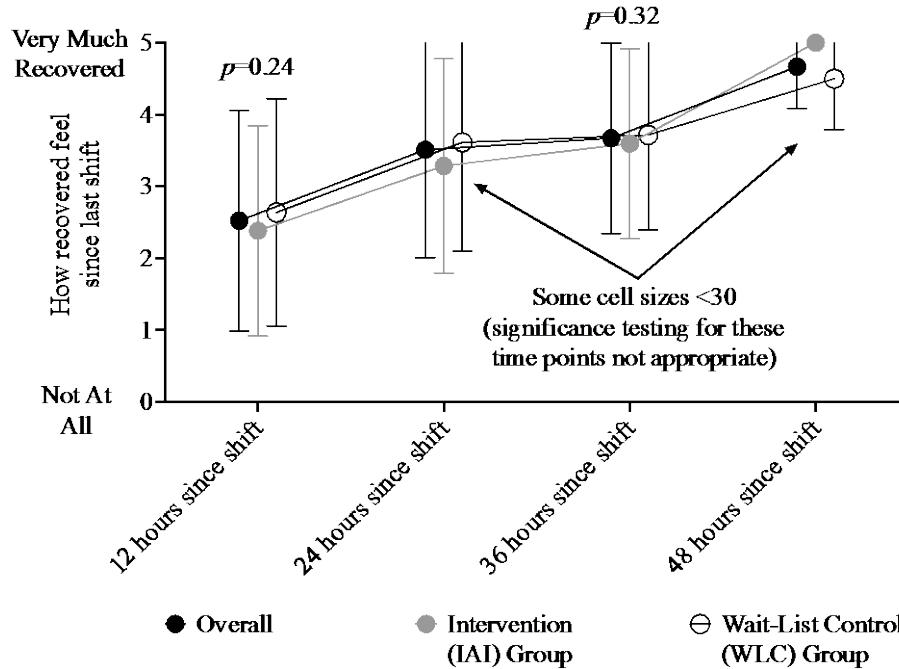 Very Much
Recovered
How recovered feel
since last shift
Not At
All
5
4
3
2
1
0
p=0.24
p=0.32
Some cell sizes <30
(significance testing for these
time points not appropriate)
12 hours since shift
24 hours since shift
36 hours since shift
48 hours since shift
Overall
Intervention
(IAI) Group
Wait-List Control
(WLC) Group